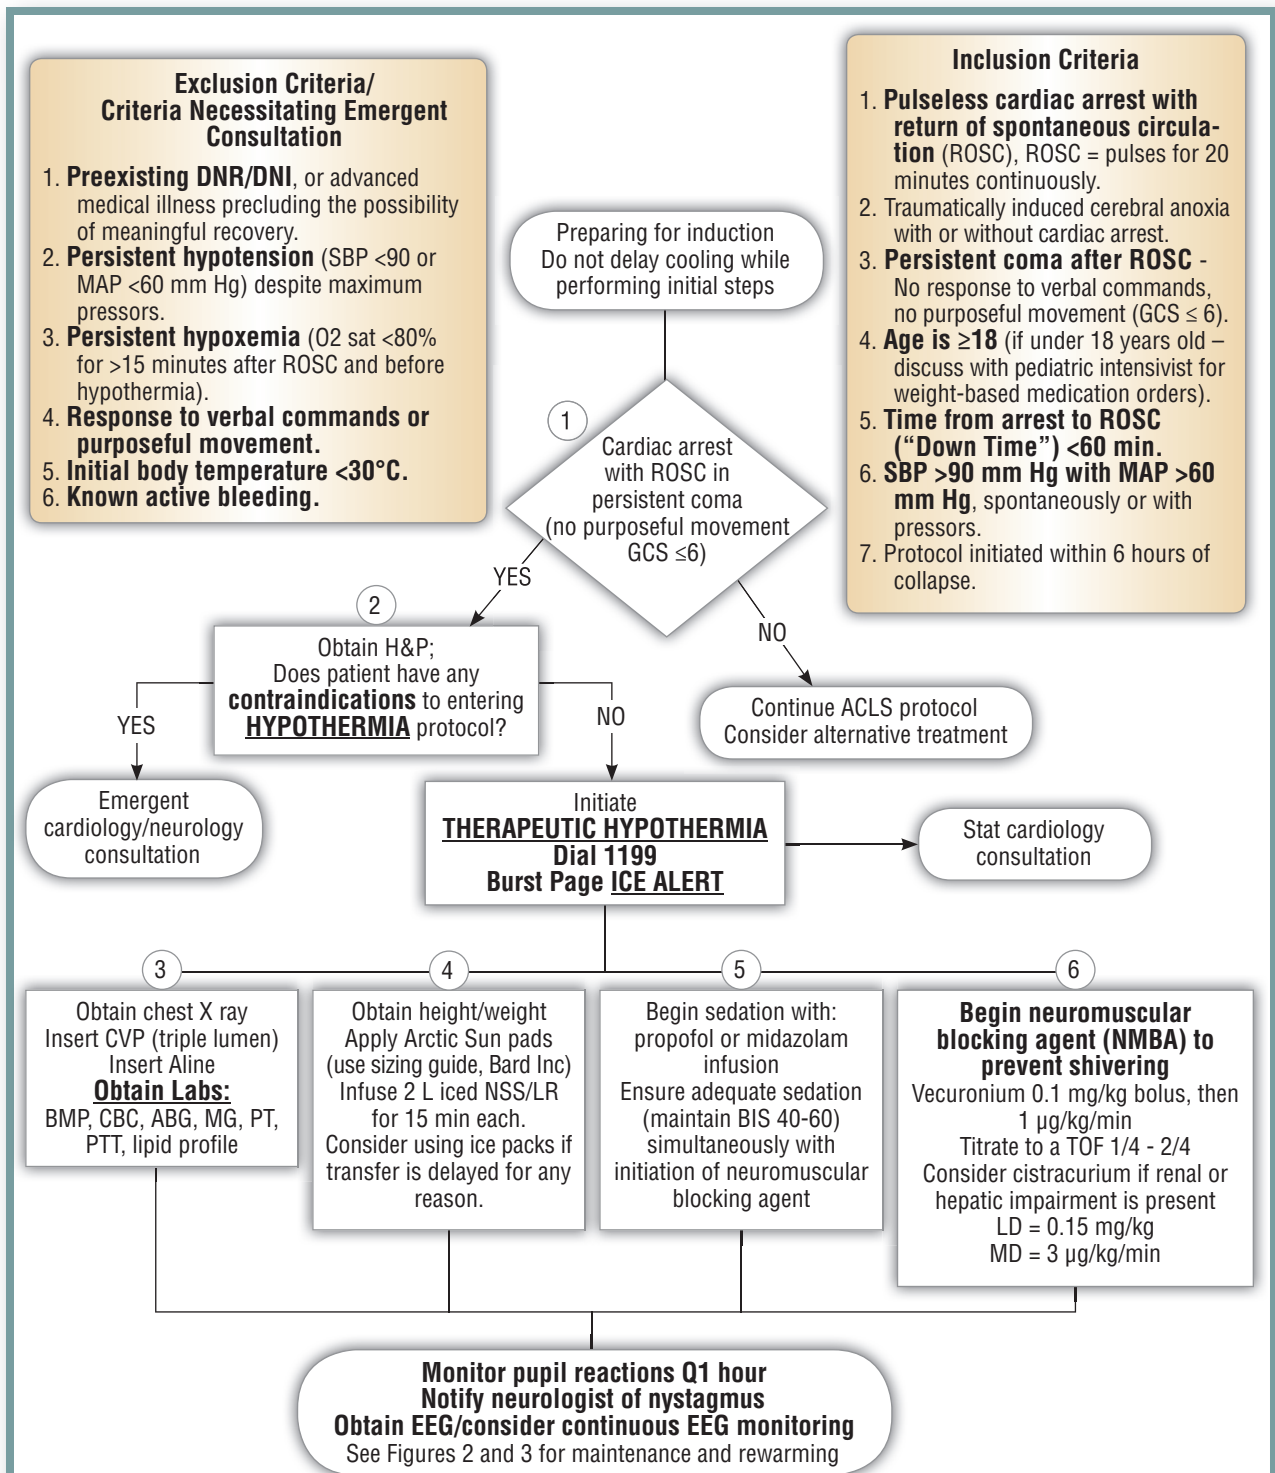 Exclusion Criteria/
Criteria Necessitating Emergent
Consultation
1. Preexisting DNR/DNI, or advanced
medical illness precluding the possibility
of meaningful recovery.
2. Persistent hypotension (SBP <90 or
MAP <60 mm Hg) despite maximum
pressors.
3. Persistent hypoxemia (O2 sat <80%
for >15 minutes after ROSC and before
hypothermia).
4. Response to verbal commands or
purposeful movement.
5. Initial body temperature <30°C.
6. Known active bleeding.
Inclusion Criteria
1. Pulseless cardiac arrest with
return of spontaneous circula-
tion (ROSC), ROSC = pulses for 20
minutes continuously.
2. Traumatically induced cerebral anoxia
with or without cardiac arrest.
3. Persistent coma after ROSC -
No response to verbal commands,
no purposeful movement (GCS ≤ 6).
4. Age is ≥18 (if under 18 years old –
discuss with pediatric intensivist for
weight-based medication orders).
5. Time from arrest to ROSC
(“Down Time”) <60 min.
6. SBP >90 mm Hg with MAP >60
mm Hg, spontaneously or with
pressors.
7. Protocol initiated within 6 hours of
collapse.
Preparing for induction
Do not delay cooling while
performing initial steps
1
Cardiac arrest
with ROSC in
persistent coma
(no purposeful movement
GCS ≤6)
YES
NO
2
Obtain H&P;
Does patient have any
contraindications to entering
HYPOTHERMIA protocol?
YES
NO
Continue ACLS protocol
Consider alternative treatment
Emergent
cardiology/neurology
consultation
Initiate
THERAPEUTIC HYPOTHERMIA
Dial 1199
Burst Page ICE ALERT
Stat cardiology
consultation
3
Obtain chest X ray
Insert CVP (triple lumen)
Insert Aline
Obtain Labs:
BMP, CBC, ABG, MG, PT,
PTT, lipid profile
4
Obtain height/weight
Apply Arctic Sun pads
(use sizing guide, Bard Inc)
Infuse 2 L iced NSS/LR
for 15 min each.
Consider using ice packs if
transfer is delayed for any
reason.
5
Begin sedation with:
propofol or midazolam
infusion
Ensure adequate sedation
(maintain BIS 40-60)
simultaneously with
initiation of neuromuscular
blocking agent
6
Begin neuromuscular
blocking agent (NMBA) to
prevent shivering
Vecuronium 0.1 mg/kg bolus, then
1 µg/kg/min
Titrate to a TOF 1/4 - 2/4
Consider cistracurium if renal or
hepatic impairment is present
LD = 0.15 mg/kg
MD = 3 µg/kg/min
Monitor pupil reactions Q1 hour
Notify neurologist of nystagmus
Obtain EEG/consider continuous EEG monitoring
See Figures 2 and 3 for maintenance and rewarming